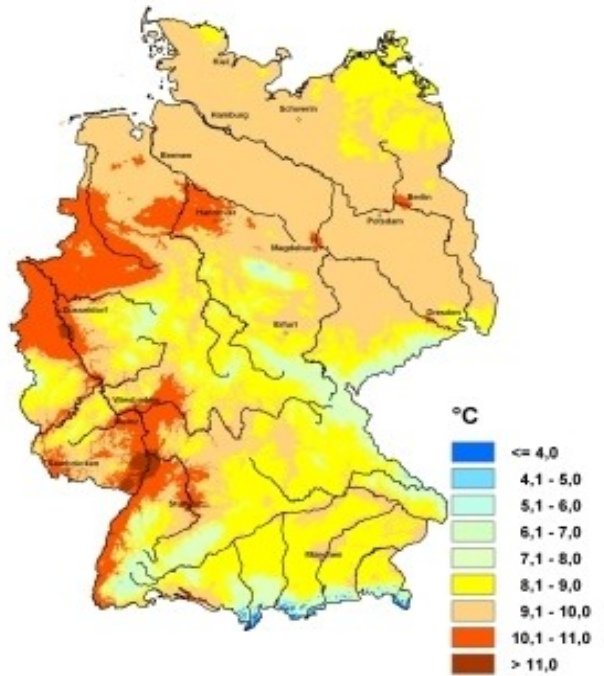 Kiel
Schwerin
Hamburg
Bremen
Berlin
Hannover
Potsdam
Magdeburg
Düsseldorf
Erfurt
Dresden
Wiesbaden
Mainz
Saarbrücken
München
°C
<= 4,0
4,1 - 5,0
5,1 - 6,0
6,1 - 7,0
7,1 - 8,0
8,1 - 9,0
9,1 - 10,0
10,1 - 11,0
> 11,0